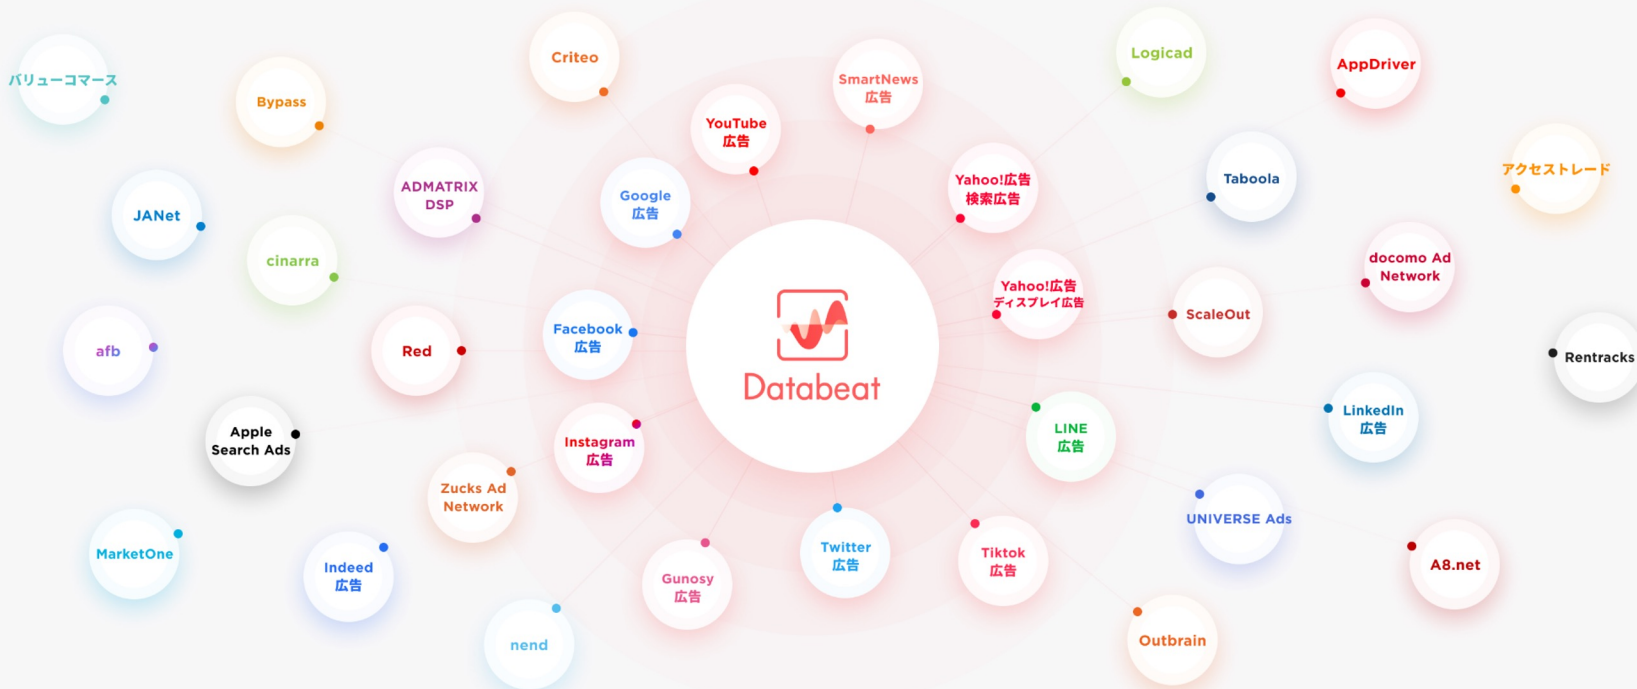 Criteo
Logicad
AppDriver
バリューコマース
SmartNews
広告
Bypass
YouTube
広告
アクセストレード
Taboola
Yahoo!広告
検索広告
ADMATRIX
DSP
Google
広告
JANet
cinarra
docomo Ad
Network
Yahoo!広告
ディスプレイ広告
ScaleOut
Facebook
広告
afb
Red
Rentracks
Databeat
LinkedIn
広告
Apple
Search Ads
Instagram
広告
LINE
広告
Zucks Ad
Network
UNIVERSE Ads
MarketOne
Twitter
広告
Tiktok
広告
A8.net
Indeed
広告
Gunosy
広告
nend
Outbrain